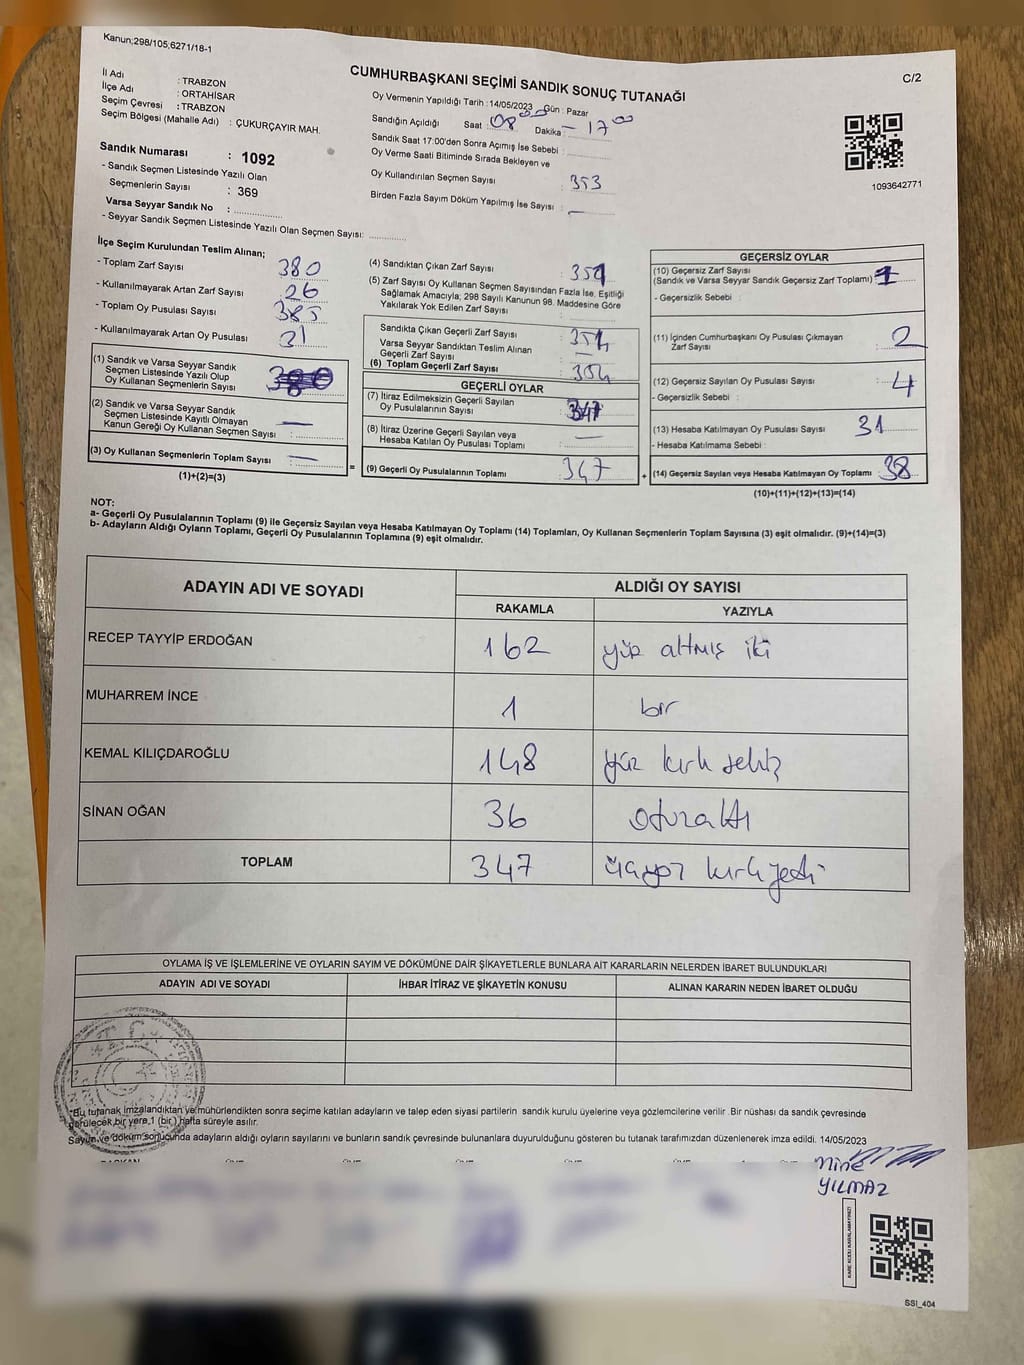 Kanun;298/105,6271/18-1
C/2
CUMHURBAŞKANI SEÇİMİ SANDIK SONUÇ TUTANAĞI
İl Adı : TRABZON
İlçe Adı : ORTAHİSAR
Seçim Çevresi : TRABZON
Seçim Bölgesi (Mahalle Adı) : ÇUKURÇAYIR MAH.
Sandık Numarası : 1092
- Sandık Seçmen Listesinde Yazılı Olan
Seçmenlerin Sayısı : 369
Varsa Seyyar Sandık No :
- Seyyar Sandık Seçmen Listesinde Yazılı Olan Seçmen Sayısı:
Oy Vermenin Yapıldığı Tarih : 14/05/2023 Gün : Pazar
Sandığın Açıldığı Saat : 08 00 Dakika : – 17 00
Sandık Saat 17:00'den Sonra Açımış İse Sebebi :
Oy Verme Saati Bitiminde Sırada Bekleyen ve
Oy Kullandırılan Seçmen Sayısı : 353
Birden Fazla Sayım Döküm Yapılmış İse Sayısı : —
1093642771
İlçe Seçim Kurulundan Teslim Alınan;
- Toplam Zarf Sayısı : 380
- Kullanılmayarak Artan Zarf Sayısı : 26
- Toplam Oy Pusulası Sayısı : 385
- Kullanılmayarak Artan Oy Pusulası : 31
(1) Sandık ve Varsa Seyyar Sandık
Seçmen Listesinde Yazılı Olup
Oy Kullanan Seçmenlerin Sayısı :
(2) Sandık ve Varsa Seyyar Sandık
Seçmen Listesinde Kayıtlı Olmayan
Kanun Gereği Oy Kullanan Seçmen Sayısı : —
(3) Oy Kullanan Seçmenlerin Toplam Sayısı : —
(1)+(2)=(3)
=
(4) Sandıktan Çıkan Zarf Sayısı :
(5) Zarf Sayısı Oy Kullanan Seçmen Sayısından Fazla İse, Eşitliği
Sağlamak Amacıyla; 298 Sayılı Kanunun 98. Maddesine Göre
Yakılarak Yok Edilen Zarf Sayısı :
Sandıkta Çıkan Geçerli Zarf Sayısı : 354
Varsa Seyyar Sandıktan Teslim Alınan
Geçerli Zarf Sayısı : —
(6) Toplam Geçerli Zarf Sayısı : 354
GEÇERLİ OYLAR
(7) İtiraz Edilmeksizin Geçerli Sayılan
Oy Pusulalarının Sayısı : 347
(8) İtiraz Üzerine Geçerli Sayılan veya
Hesaba Katılan Oy Pusulası Toplamı : —
(9) Geçerli Oy Pusulalarının Toplamı : 347
+
GEÇERSİZ OYLAR
(10) Geçersiz Zarf Sayısı
(Sandık ve Varsa Seyyar Sandık Geçersiz Zarf Toplamı) : 1
- Geçersizlik Sebebi :
(11) İçinden Cumhurbaşkanı Oy Pusulası Çıkmayan
Zarf Sayısı : 2
(12) Geçersiz Sayılan Oy Pusulası Sayısı : 4
- Geçersizlik Sebebi :
(13) Hesaba Katılmayan Oy Pusulası Sayısı : 31
- Hesaba Katılmama Sebebi :
(14) Geçersiz Sayılan veya Hesaba Katılmayan Oy Toplamı : 38
(10)+(11)+(12)+(13)=(14)
NOT:
a- Geçerli Oy Pusulalarının Toplamı (9) ile Geçersiz Sayılan veya Hesaba Katılmayan Oy Toplamı (14) Toplamları, Oy Kullanan Seçmenlerin Toplam Sayısına (3) eşit olmalıdır. (9)+(14)=(3)
b- Adayların Aldığı Oyların Toplamı, Geçerli Oy Pusulalarının Toplamına (9) eşit olmalıdır.
ADAYIN ADI VE SOYADI ALDIĞI OY SAYISI
RAKAMLA YAZIYLA
RECEP TAYYİP ERDOĞAN 162 yüz altmış iki
MUHARREM İNCE 1 bir
KEMAL KILIÇDAROĞLU 148 yüz kırk sekiz
SİNAN OĞAN 36 otuzaltı
TOPLAM 347 üçyüz kırk yedi
OYLAMA İŞ VE İŞLEMLERİNE VE OYLARIN SAYIM VE DÖKÜMÜNE DAİR ŞİKAYETLERLE BUNLARA AİT KARARLARIN NELERDEN İBARET BULUNDUKLARI
ADAYIN ADI VE SOYADI İHBAR İTİRAZ VE ŞİKAYETİN KONUSU ALINAN KARARIN NEDEN İBARET OLDUĞU
*Bu tutanak imzalandıktan ve mühürlendikten sonra seçime katılan adayların ve talep eden siyasi partilerin sandık kurulu üyelerine veya gözlemcilerine verilir. Bir nüshası da sandık çevresinde
görülecek bir yere,1 (bir) hafta süreyle asılır.
Sayım ve döküm sonucunda adayların aldığı oyların sayılarını ve bunların sandık çevresinde bulunanlara duyurulduğunu gösteren bu tutanak tarafımızdan düzenlenerek imza edildi. 14/05/2023
Mine
YILMAZ
KARE KODU KARALAMAYINIZ!
SSI_404